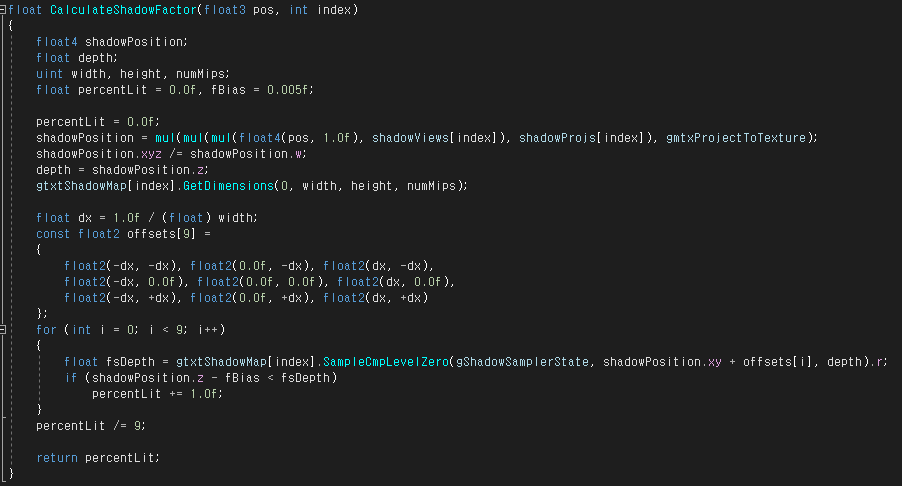 float CalculateShadowFactor(float3 pos, int index)
{
float4 shadowPosition;
float depth;
uint width, height, numMips;
float percentLit = 0.0f, fBias = 0.005f;
percentLit = 0.0f;
shadowPosition = mul(mul(mul(float4(pos, 1.0f), shadowViews[index]), shadowProjs[index]), gmtxProjectToTexture);
shadowPosition.xyz /= shadowPosition.w;
depth = shadowPosition.z;
gtxtShadowMap[index].GetDimensions(0, width, height, numMips);
float dx = 1.0f / (float) width;
const float2 offsets[9] =
{
float2(-dx, -dx), float2(0.0f, -dx), float2(dx, -dx),
float2(-dx, 0.0f), float2(0.0f, 0.0f), float2(dx, 0.0f),
float2(-dx, +dx), float2(0.0f, +dx), float2(dx, +dx)
};
for (int i = 0; i < 9; i++)
{
float fsDepth = gtxtShadowMap[index].SampleCmpLevelZero(gShadowSamplerState, shadowPosition.xy + offsets[i], depth).r;
if (shadowPosition.z - fBias < fsDepth)
percentLit += 1.0f;
}
percentLit /= 9;
return percentLit;
}